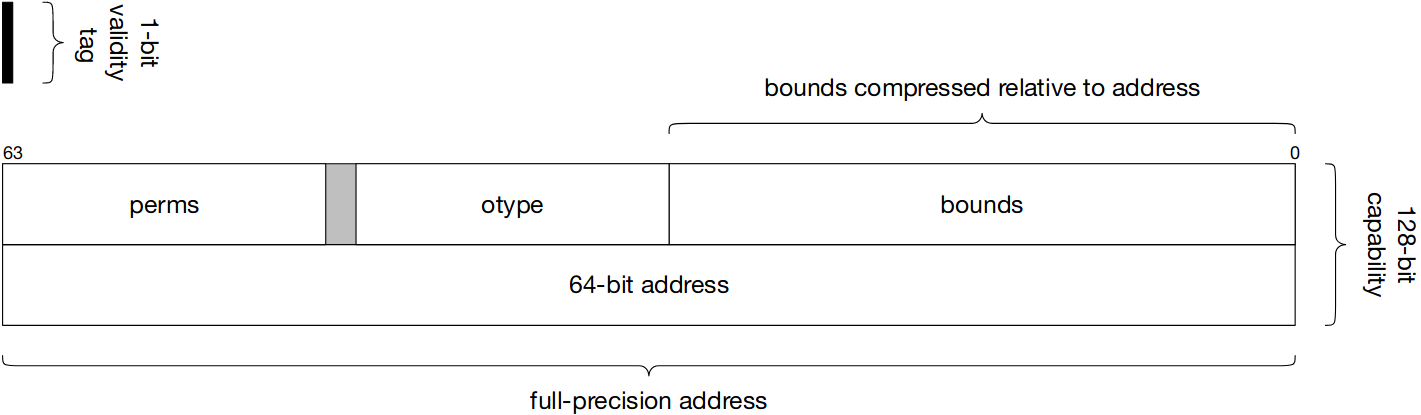 1-bit
validity
tag
bounds compressed relative to address
63
0
perms
otype
bounds
64-bit address
128-bit
capability
full-precision address